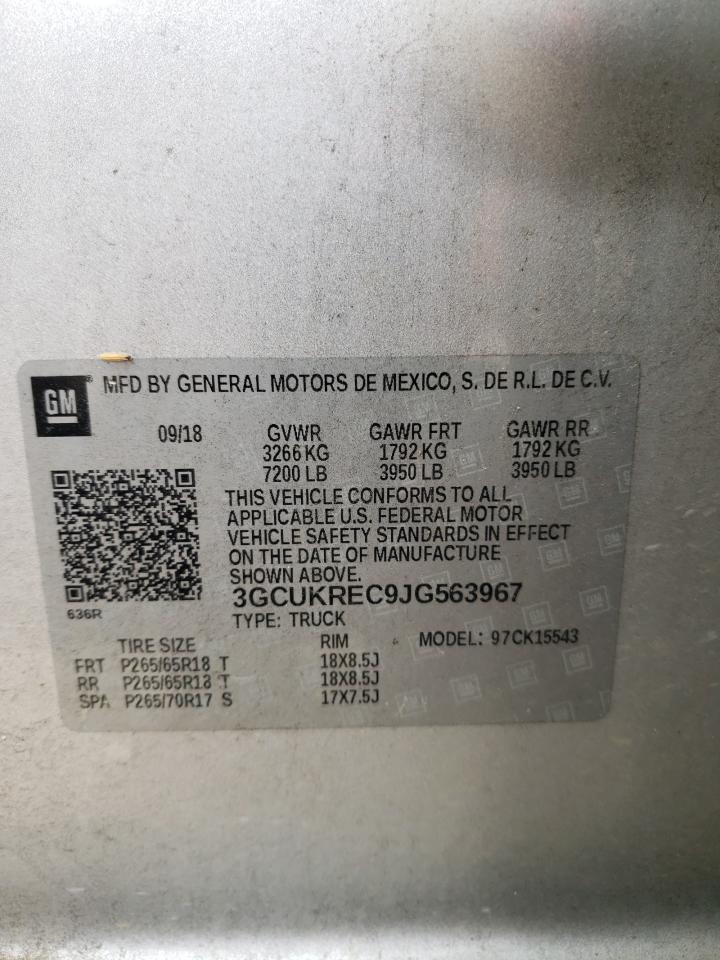 GM
MFD BY GENERAL MOTORS DE MEXICO, S. DE R.L. DE C.V.
09/18 GVWR GAWR FRT GAWR RR
3266 KG 1792 KG 1792 KG
7200 LB 3950 LB 3950 LB
THIS VEHICLE CONFORMS TO ALL
APPLICABLE U.S. FEDERAL MOTOR
VEHICLE SAFETY STANDARDS IN EFFECT
ON THE DATE OF MANUFACTURE
SHOWN ABOVE.
3GCUKREC9JG563967
636R
TYPE: TRUCK
TIRE SIZE RIM MODEL: 97CK15543
FRT P265/65R18 T 18X8.5J
RR P265/65R18 T 18X8.5J
SPA P265/70R17 S 17X7.5J